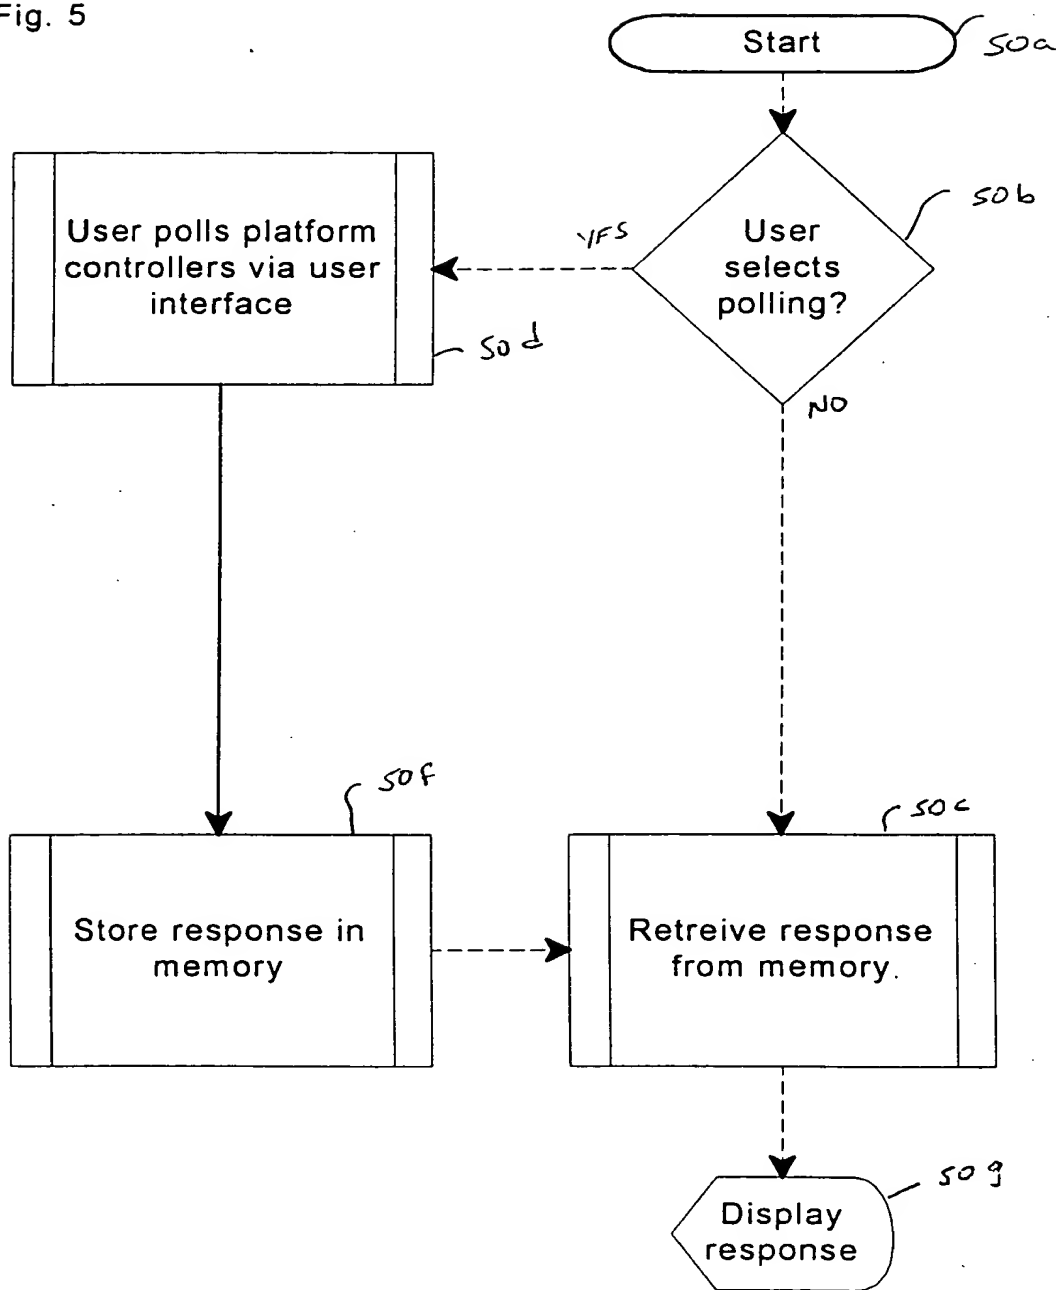 Fig. 5
Start
50a
User
selects
polling?
50b
YES
NO
User polls platform
controllers via user
interface
50d
Store response in
memory
50f
Retreive response
from memory.
50c
Display
response
50g